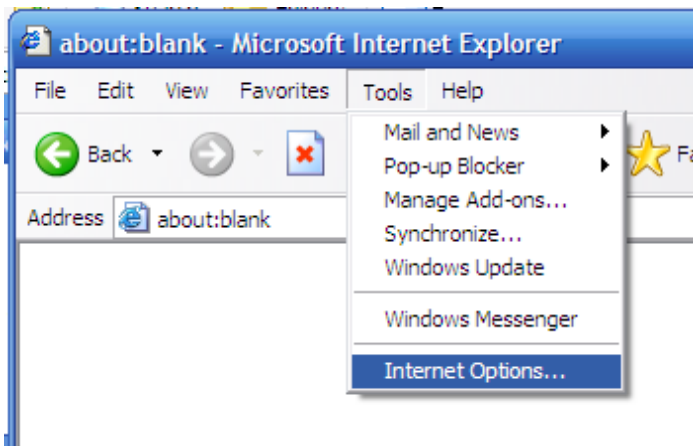 about:blank - Microsoft Internet Explorer
File Edit View Favorites Tools Help
Back
Mail and News
Pop-up Blocker
Manage Add-ons...
Synchronize...
Windows Update
Windows Messenger
Internet Options...
Address about:blank